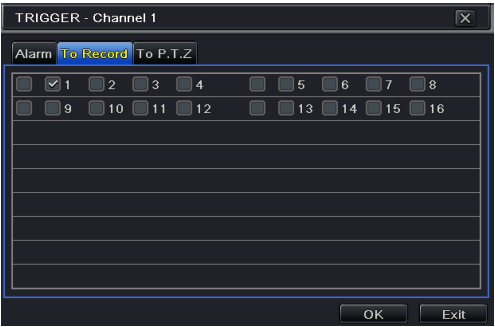 TRIGGER - Channel 1
Alarm To Record To P.T.Z
1 2 3 4 5 6 7 8
9 10 11 12 13 14 15 16
OK Exit